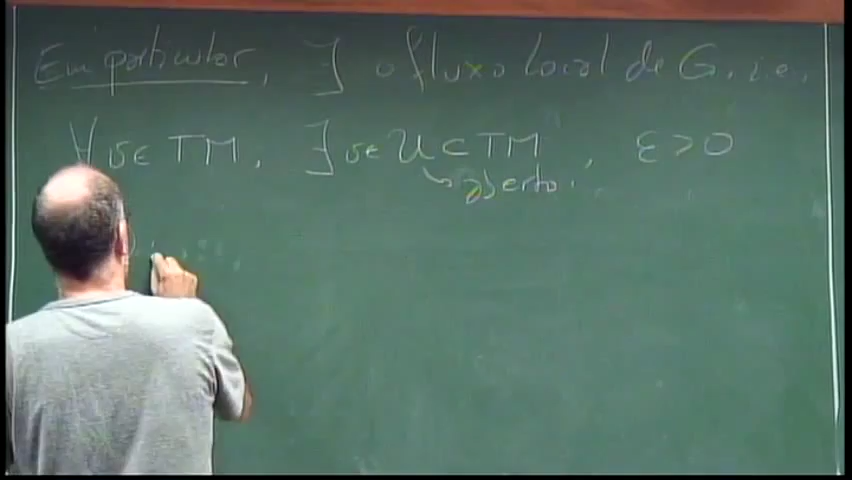 Em particular, ∃ o fluxo local de G, i.e.,
∀ v ∈ TM, ∃ v ∈ U ⊂ TM, ε > 0
↪ aberto